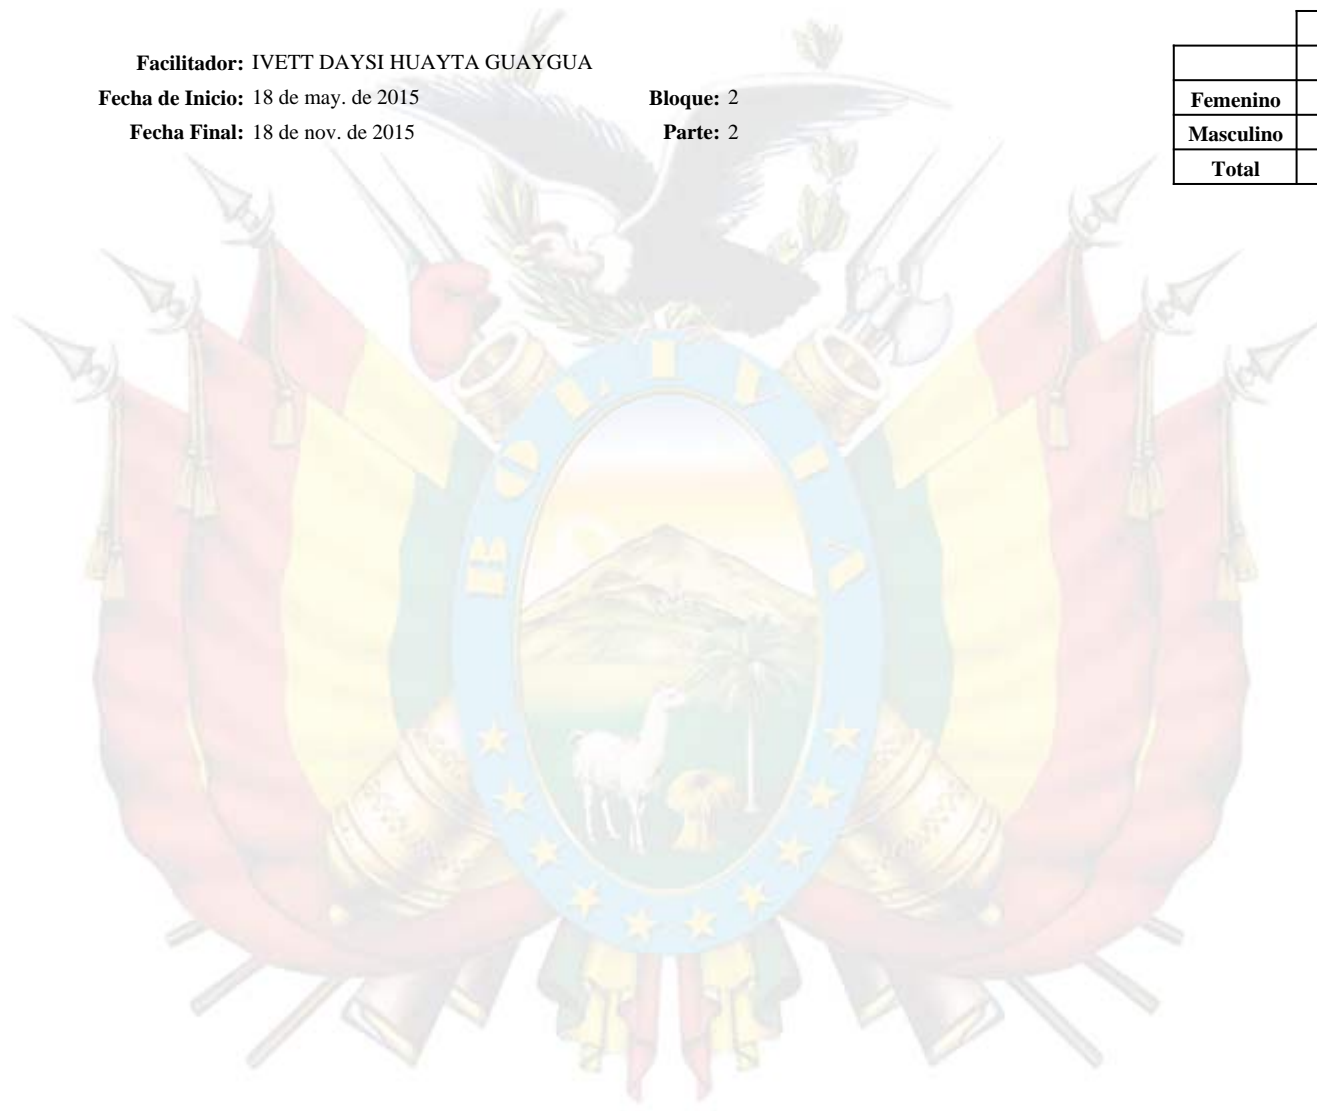 Facilitador: IVETT DAYSI HUAYTA GUAYGUA
Fecha de Inicio: 18 de may. de 2015 Bloque: 2
Fecha Final: 18 de nov. de 2015 Parte: 2
Femenino
Masculino
Total
BOLIVIA